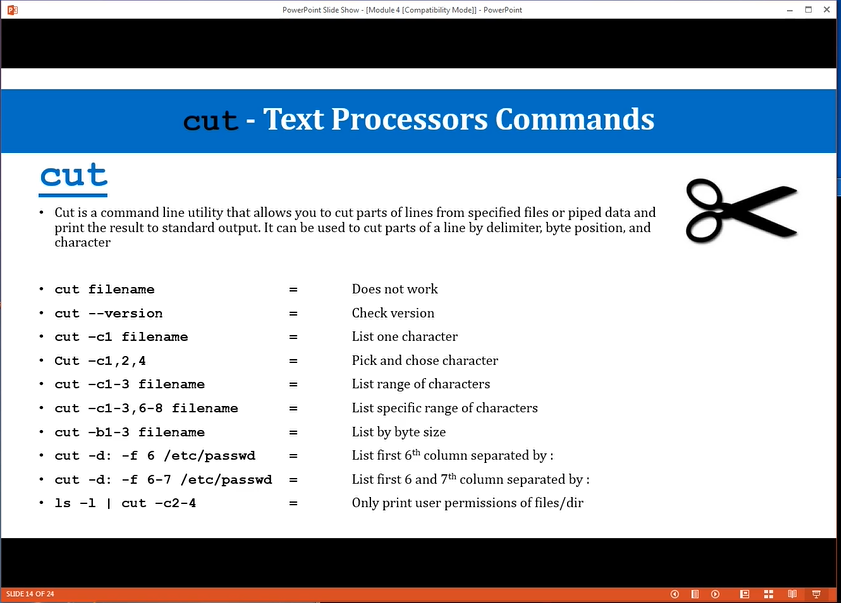 PowerPoint Slide Show - [Module 4 [Compatibility Mode]] - PowerPoint
cut - Text Processors Commands
cut
• Cut is a command line utility that allows you to cut parts of lines from specified files or piped data and
print the result to standard output. It can be used to cut parts of a line by delimiter, byte position, and
character
• cut filename = Does not work
• cut --version = Check version
• cut –c1 filename = List one character
• Cut –c1,2,4 = Pick and chose character
• cut –c1-3 filename = List range of characters
• cut –c1-3,6-8 filename = List specific range of characters
• cut –b1-3 filename = List by byte size
• cut -d: -f 6 /etc/passwd = List first 6th column separated by :
• cut -d: -f 6-7 /etc/passwd = List first 6 and 7th column separated by :
• ls –l | cut –c2-4 = Only print user permissions of files/dir
SLIDE 14 OF 24